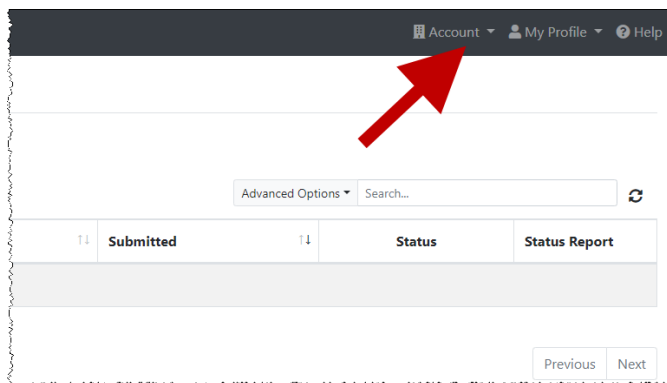 Account My Profile Help
Advanced Options Search...
Submitted Status Status Report
Previous Next